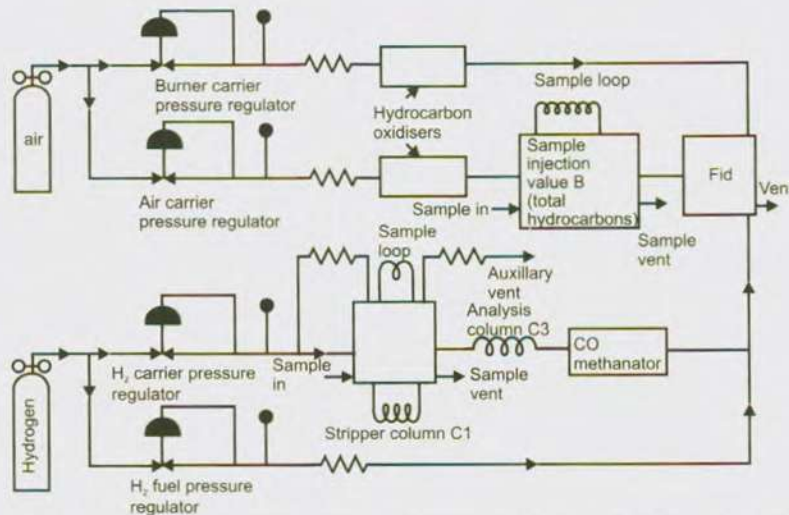 Burner carrier
pressure regulator
air
Air carrier
pressure regulator
Hydrocarbon
oxidisers
Sample loop
Sample
injection
value B
(total
hydrocarbons)
Sample in
Fid
Ven
Sample
vent
Sample
loop
Auxillary
vent
Analysis
column C3
CO
methanator
Sample
in
Sample
vent
Stripper column C1
H₂ carrier pressure
regulator
Hydrogen
H₂ fuel pressure
regulator